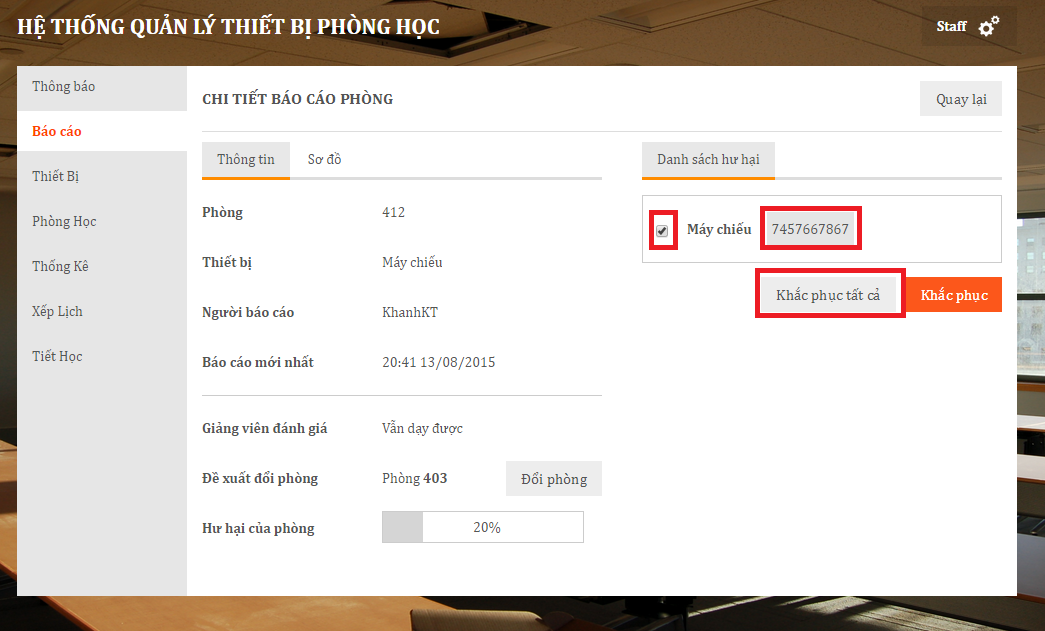 HỆ THỐNG QUẢN LÝ THIẾT BỊ PHÒNG HỌC
Staff
Thông báo
Báo cáo
Thiết Bị
Phòng Học
Thống Kê
Xếp Lịch
Tiết Học
CHI TIẾT BÁO CÁO PHÒNG
Quay lại
Thông tin
Sơ đồ
Phòng 412
Thiết bị Máy chiếu
Người báo cáo KhanhKT
Báo cáo mới nhất 20:41 13/08/2015
Giảng viên đánh giá Vẫn dạy được
Đề xuất đổi phòng Phòng 403 Đổi phòng
Hư hại của phòng 20%
Danh sách hư hại
Máy chiếu 7457667867
Khắc phục tất cả Khắc phục